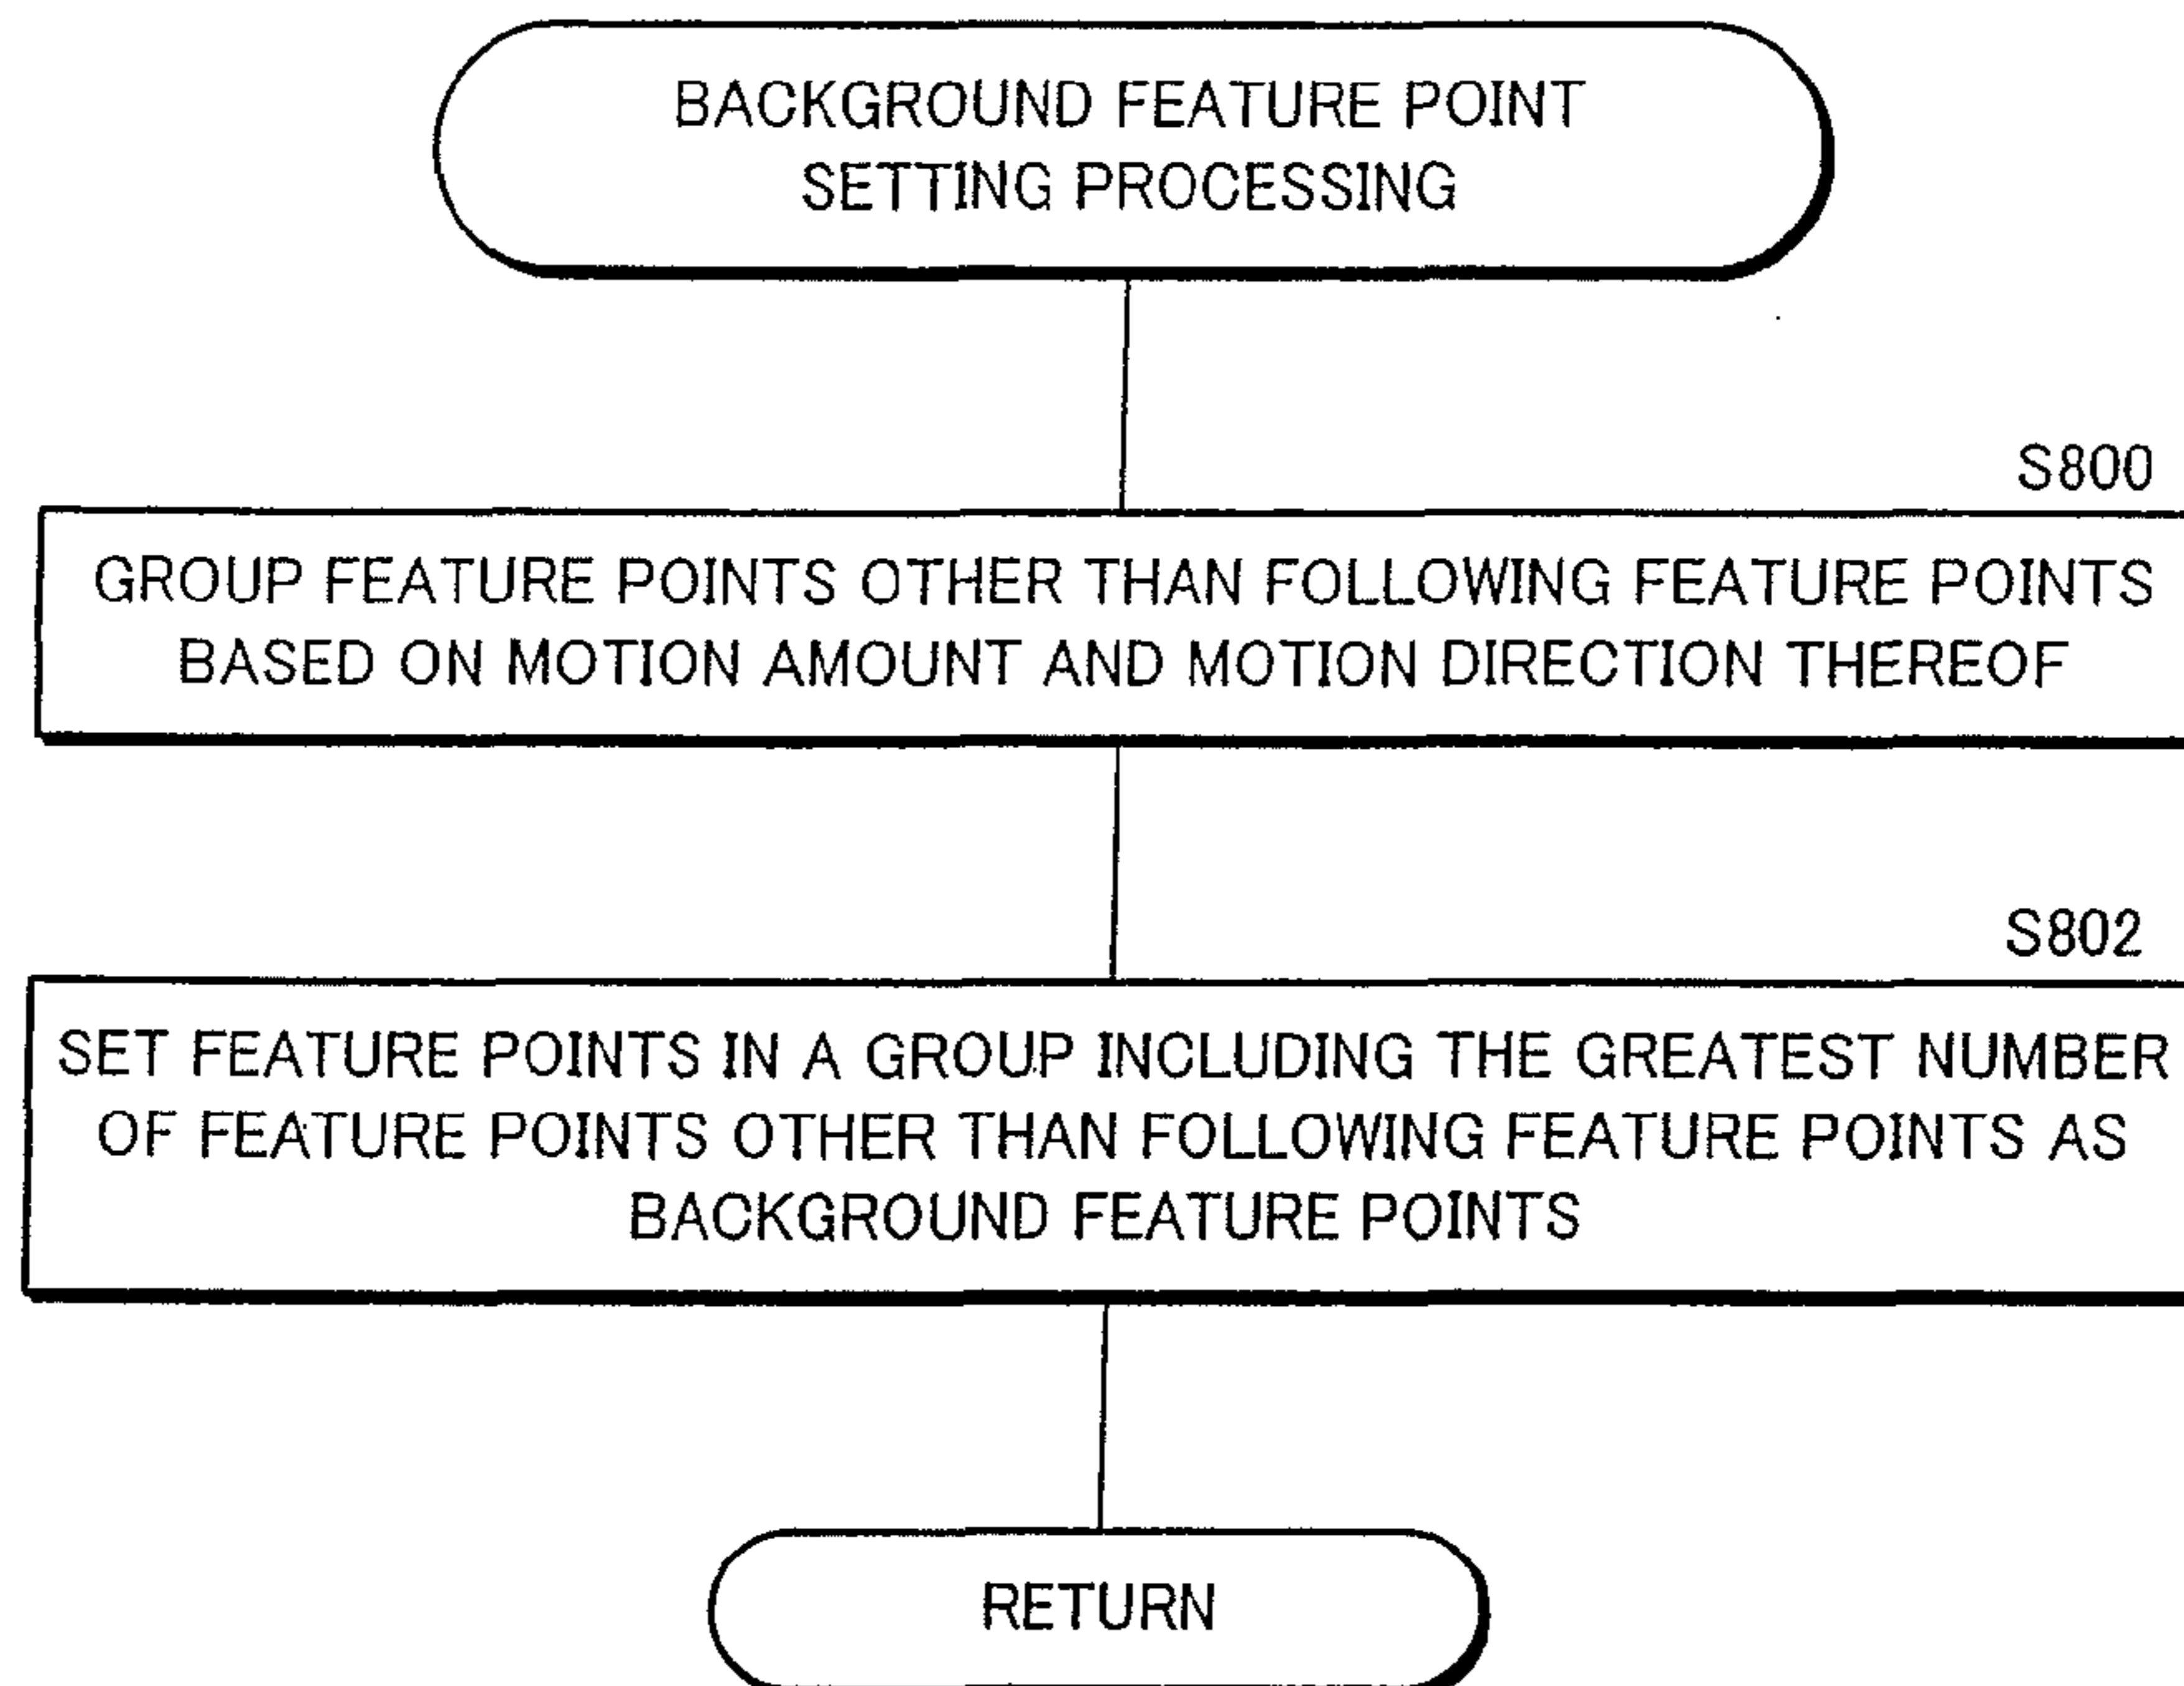 BACKGROUND FEATURE POINT
SETTING PROCESSING
S800
GROUP FEATURE POINTS OTHER THAN FOLLOWING FEATURE POINTS
BASED ON MOTION AMOUNT AND MOTION DIRECTION THEREOF
S802
SET FEATURE POINTS IN A GROUP INCLUDING THE GREATEST NUMBER
OF FEATURE POINTS OTHER THAN FOLLOWING FEATURE POINTS AS
BACKGROUND FEATURE POINTS
RETURN